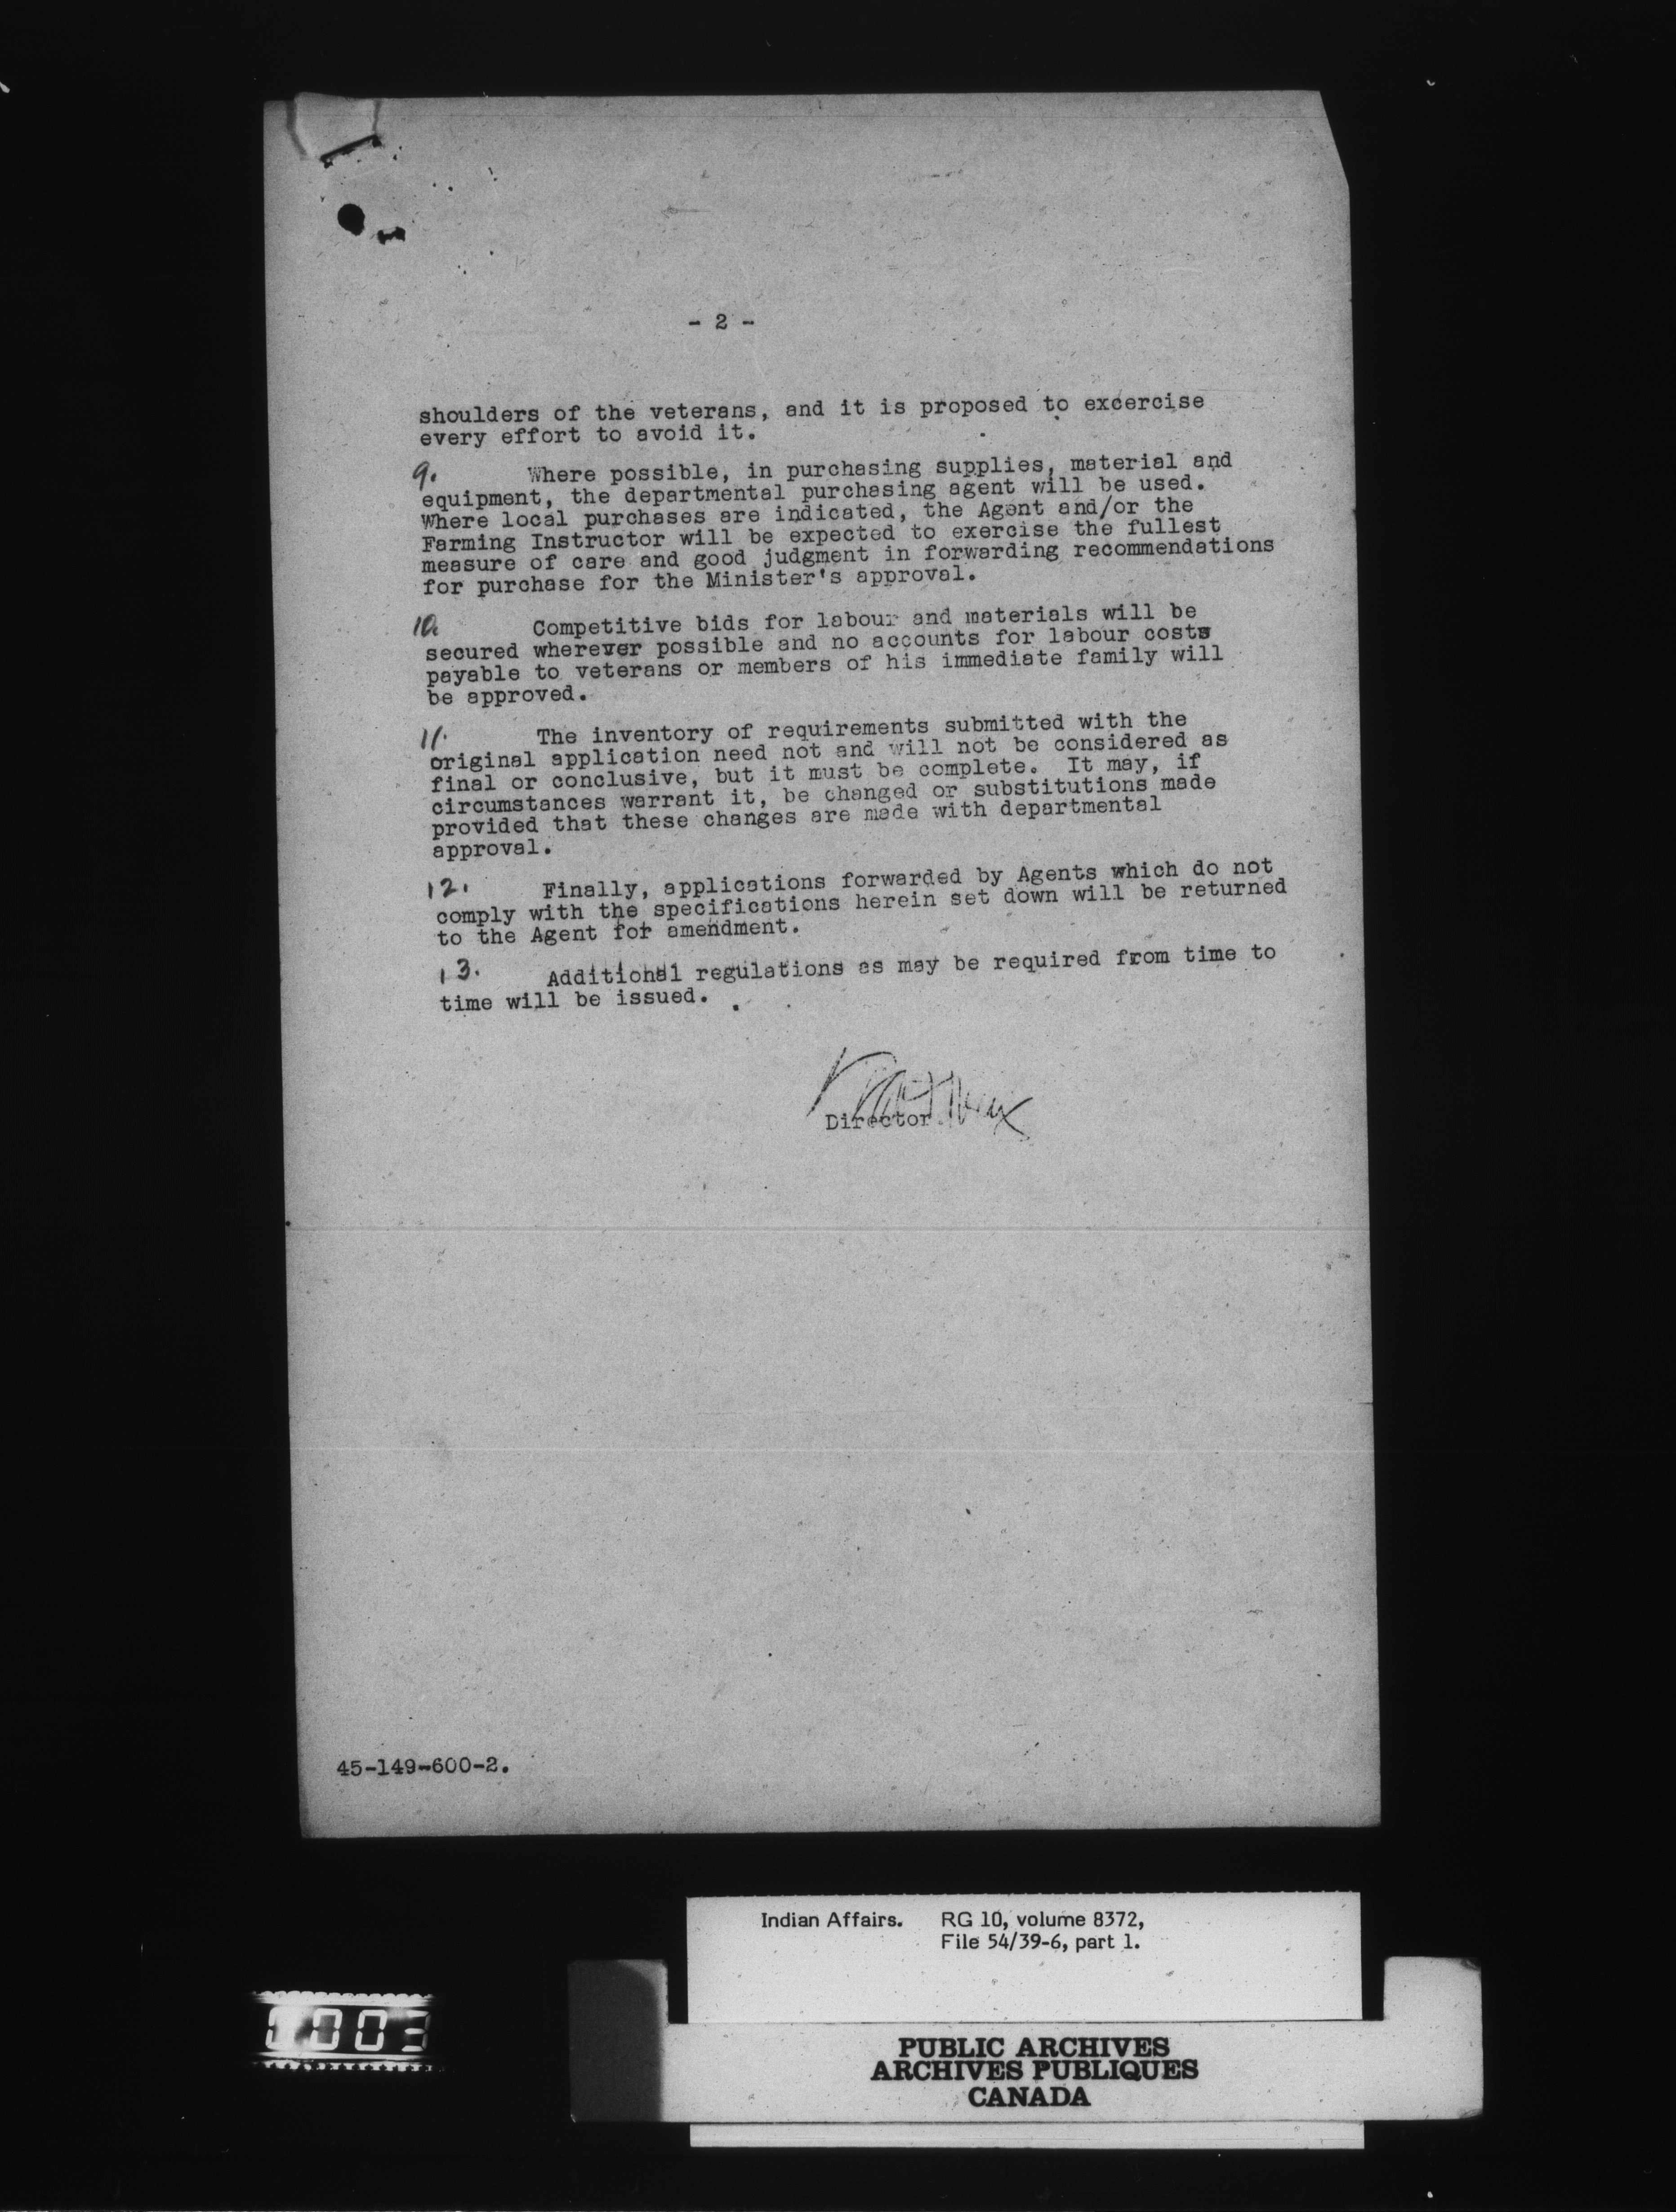 - 2 -
shoulders of the veterans, and it is proposed to excercise
every effort to avoid it.
9. Where possible, in purchasing supplies, material and
equipment, the departmental purchasing agent will be used.
Where local purchases are indicated, the Agent and/or the
Farming Instructor will be expected to exercise the fullest
measure of care and good judgment in forwarding recommendations
for purchase for the Minister's approval.
10. Competitive bids for labour and materials will be
secured wherever possible and no accounts for labour costs
payable to veterans or members of his immediate family will
be approved.
11. The inventory of requirements submitted with the
original application need not and will not be considered as
final or conclusive, but it must be complete. It may, if
circumstances warrant it, be changed or substitutions made
provided that these changes are made with departmental
approval.
12. Finally, applications forwarded by Agents which do not
comply with the specifications herein set down will be returned
to the Agent for amendment.
13. Additional regulations as may be required from time to
time will be issued.
Director.
45-149-600-2.
Indian Affairs. RG 10, volume 8372,
File 54/39-6, part 1.
0003
PUBLIC ARCHIVES
ARCHIVES PUBLIQUES
CANADA